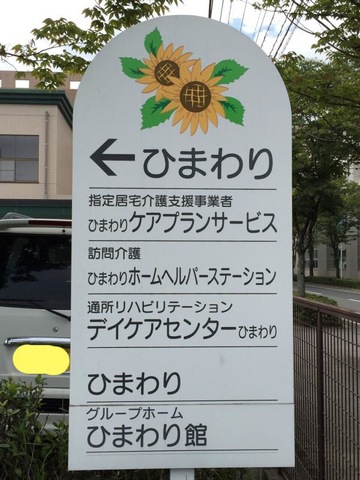 ←ひまわり
指定居宅介護支援事業者
ひまわりケアプランサービス
訪問介護
ひまわりホームヘルパーステーション
通所リハビリテーション
デイケアセンターひまわり
ひまわり
グループホーム
ひまわり館